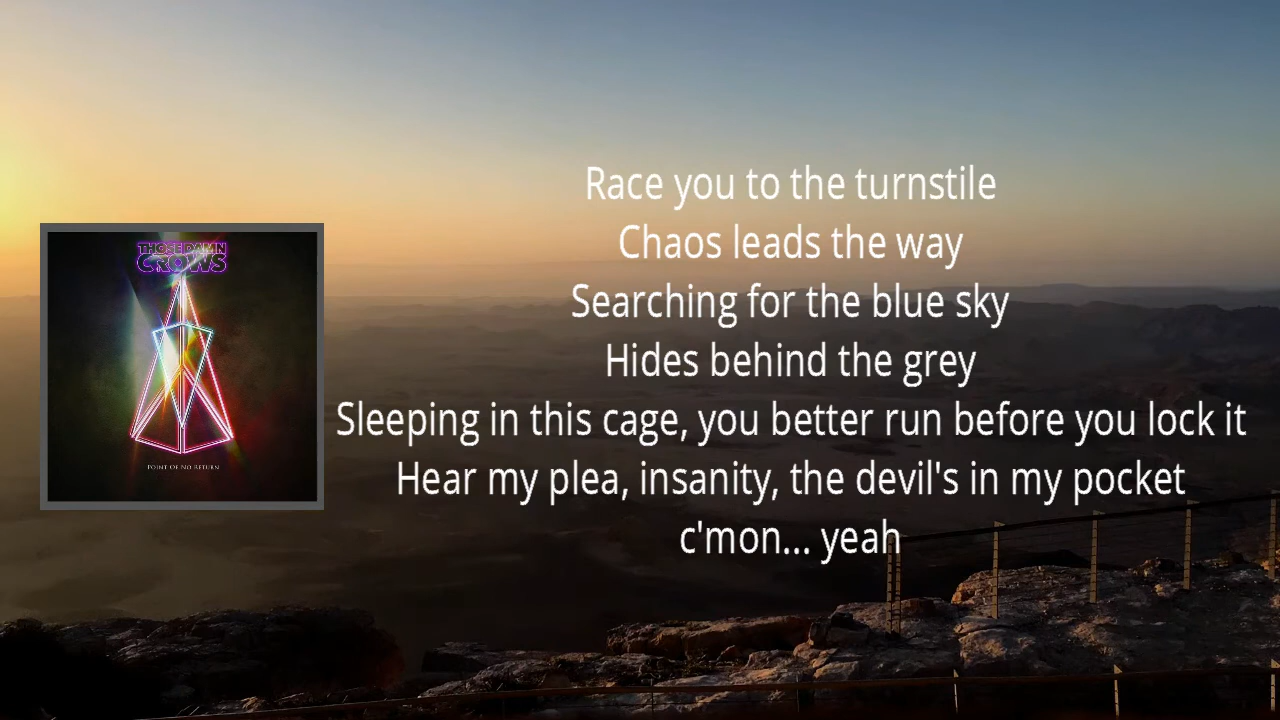 THOSE DAMN
CROWS
POINT OF NO RETURN
Race you to the turnstile
Chaos leads the way
Searching for the blue sky
Hides behind the grey
Sleeping in this cage, you better run before you lock it
Hear my plea, insanity, the devil's in my pocket
c'mon... yeah